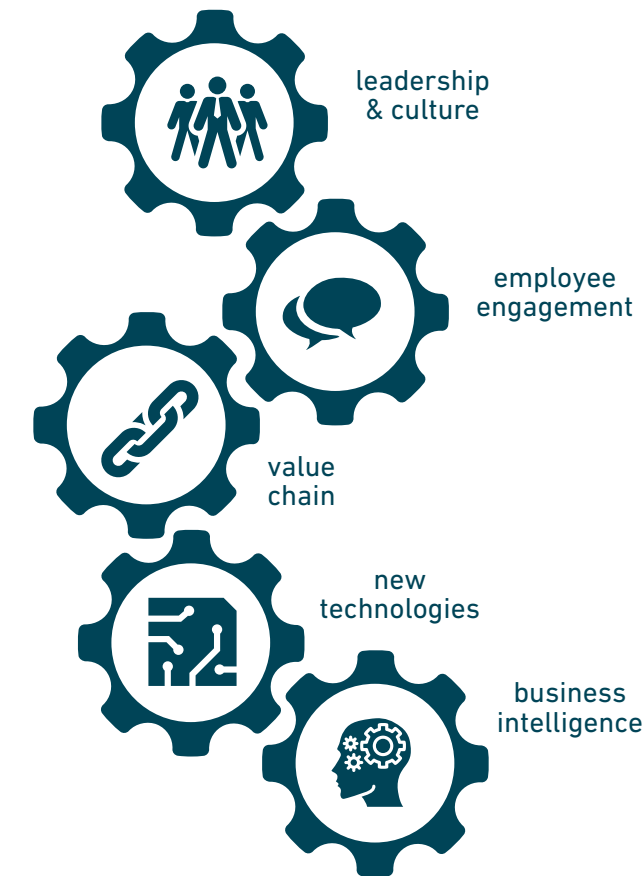 leadership
& culture
employee
engagement
value
chain
new
technologies
business
intelligence